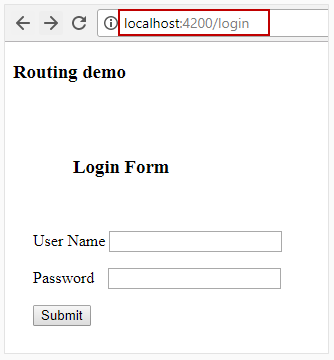 localhost:4200/login
Routing demo
Login Form
User Name
Password
Submit